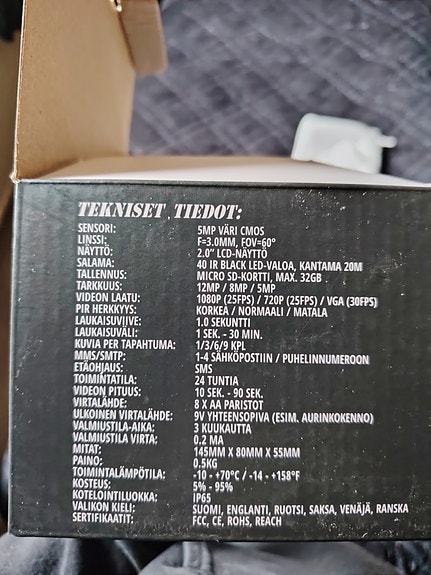 TEKNISET TIEDOT:
SENSORI: 5MP VÄRI CMOS
LINSSI: F=3.0MM, FOV=60°
NÄYTTÖ: 2.0" LCD-NÄYTTÖ
SALAMA: 40 IR BLACK LED-VALOA, KANTAMA 20M
TALLENNUS: MICRO SD-KORTTI, MAX. 32GB
TARKKUUS: 12MP / 8MP / 5MP
VIDEON LAATU: 1080P (25FPS) / 720P (25FPS) / VGA (30FPS)
PIR HERKKYYS: KORKEA / NORMAALI / MATALA
LAUKAISUVIIVE: 1.0 SEKUNTTI
LAUKAISUVÄLI: 1 SEK. - 30 MIN.
KUVIA PER TAPAHTUMA: 1/3/6/9 KPL
MMS/SMTP: 1-4 SÄHKÖPOSTIIN / PUHELINNUMEROON
ETÄOHJAUS: SMS
TOIMINTATILA: 24 TUNTIA
VIDEON PITUUS: 10 SEK. - 90 SEK.
VIRTALÄHDE: 8 X AA PARISTOT
ULKOINEN VIRTALÄHDE: 9V YHTEENSOPIVA (ESIM. AURINKOKENNO)
VALMIUSTILA-AIKA: 3 KUUKAUTTA
VALMIUSTILA VIRTA: 0.2 MA
MITAT: 145MM X 80MM X 55MM
PAINO: 0.5KG
TOIMINTALÄMPÖTILA: -10 - +70°C / -14 - +158°F
KOSTEUS: 5% - 95%
KOTELOINTILUOKKA: IP65
VALIKON KIELI: SUOMI, ENGLANTI, RUOTSI, SAKSA, VENÄJÄ, RANSKA
SERTIFIKAATIT: FCC, CE, ROHS, REACH